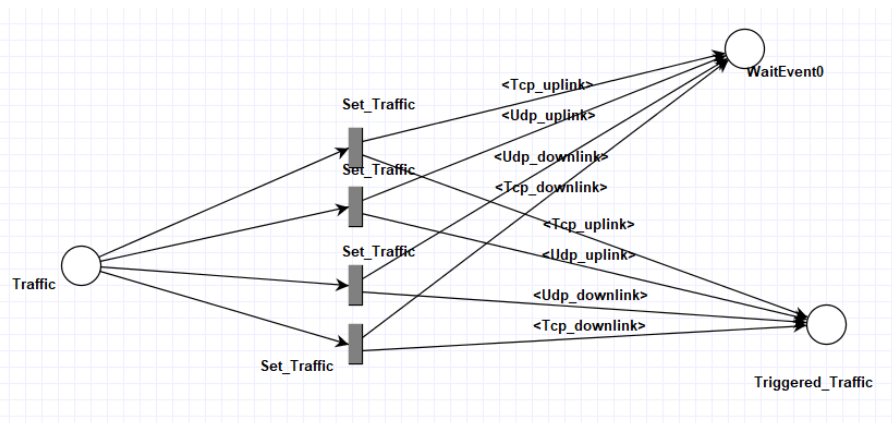 WaitEvent0
<Tcp_uplink>
Set_Traffic
<Udp_uplink>
<Udp_downlink>
Set_Traffic
<Tcp_downlink>
<Tcp_uplink>
Set_Traffic
<Udp_uplink>
Traffic
<Udp_downlink>
<Tcp_downlink>
Set_Traffic
Triggered_Traffic